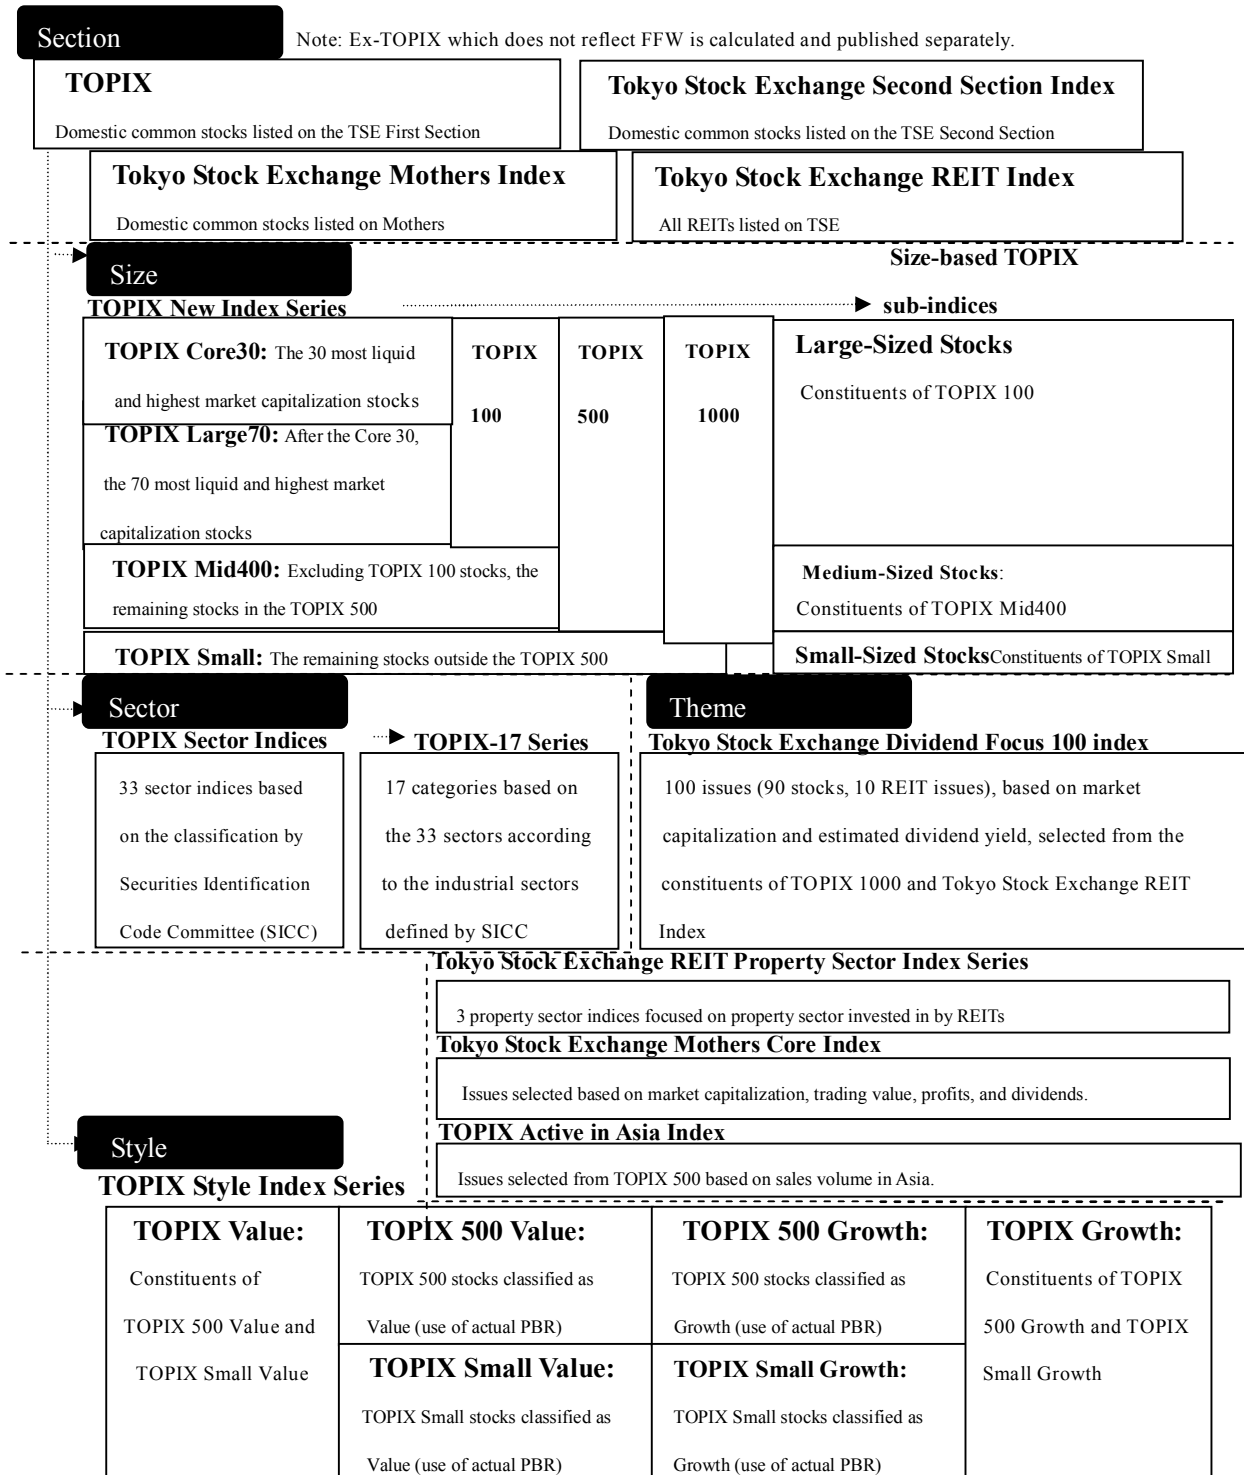 Section
Note: Ex-TOPIX which does not reflect FFW is calculated and published separately.
TOPIX
Domestic common stocks listed on the TSE First Section
Tokyo Stock Exchange Second Section Index
Domestic common stocks listed on the TSE Second Section
Tokyo Stock Exchange Mothers Index
Domestic common stocks listed on Mothers
Tokyo Stock Exchange REIT Index
All REITs listed on TSE
Size
Size-based TOPIX
sub-indices
TOPIX New Index Series
TOPIX Core30: The 30 most liquid
and highest market capitalization stocks
TOPIX Large70: After the Core 30,
the 70 most liquid and highest market
capitalization stocks
TOPIX
100
TOPIX
500
TOPIX
1000
Large-Sized Stocks
Constituents of TOPIX 100
TOPIX Mid400: Excluding TOPIX 100 stocks, the
remaining stocks in the TOPIX 500
Medium-Sized Stocks:
Constituents of TOPIX Mid400
TOPIX Small: The remaining stocks outside the TOPIX 500
Small-Sized StocksConstituents of TOPIX Small
Sector
TOPIX Sector Indices
33 sector indices based
on the classification by
Securities Identification
Code Committee (SICC)
TOPIX-17 Series
17 categories based on
the 33 sectors according
to the industrial sectors
defined by SICC
Theme
Tokyo Stock Exchange Dividend Focus 100 index
100 issues (90 stocks, 10 REIT issues), based on market
capitalization and estimated dividend yield, selected from the
constituents of TOPIX 1000 and Tokyo Stock Exchange REIT
Index
Tokyo Stock Exchange REIT Property Sector Index Series
3 property sector indices focused on property sector invested in by REITs
Tokyo Stock Exchange Mothers Core Index
Issues selected based on market capitalization, trading value, profits, and dividends.
TOPIX Active in Asia Index
Issues selected from TOPIX 500 based on sales volume in Asia.
Style
TOPIX Style Index Series
TOPIX Value:
Constituents of
TOPIX 500 Value and
TOPIX Small Value
TOPIX 500 Value:
TOPIX 500 stocks classified as
Value (use of actual PBR)
TOPIX 500 Growth:
TOPIX 500 stocks classified as
Growth (use of actual PBR)
TOPIX Growth:
Constituents of TOPIX
500 Growth and TOPIX
Small Growth
TOPIX Small Value:
TOPIX Small stocks classified as
Value (use of actual PBR)
TOPIX Small Growth:
TOPIX Small stocks classified as
Growth (use of actual PBR)